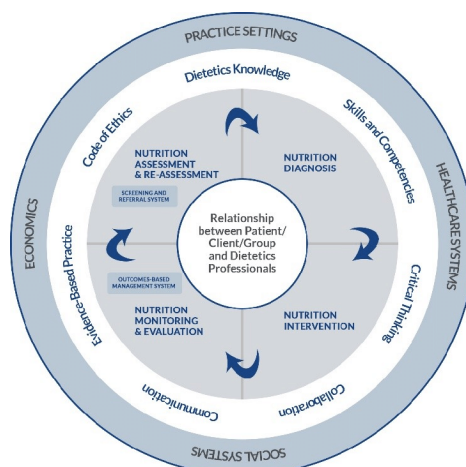 PRACTICE SETTINGS
Dietetics Knowledge
Code of Ethics
Skills and Competencies
NUTRITION
ASSESSMENT
& RE-ASSESSMENT
NUTRITION
DIAGNOSIS
SCREENING AND
REFERRAL SYSTEM
ECONOMICS
HEALTHCARE SYSTEMS
Relationship
between Patient/
Client/Group
and Dietetics
Professionals
Evidence-Based Practice
OUTCOMES-BASED
MANAGEMENT SYSTEM
Critical Thinking
NUTRITION
MONITORING
& EVALUATION
NUTRITION
INTERVENTION
Communication
Collaboration
SOCIAL SYSTEMS